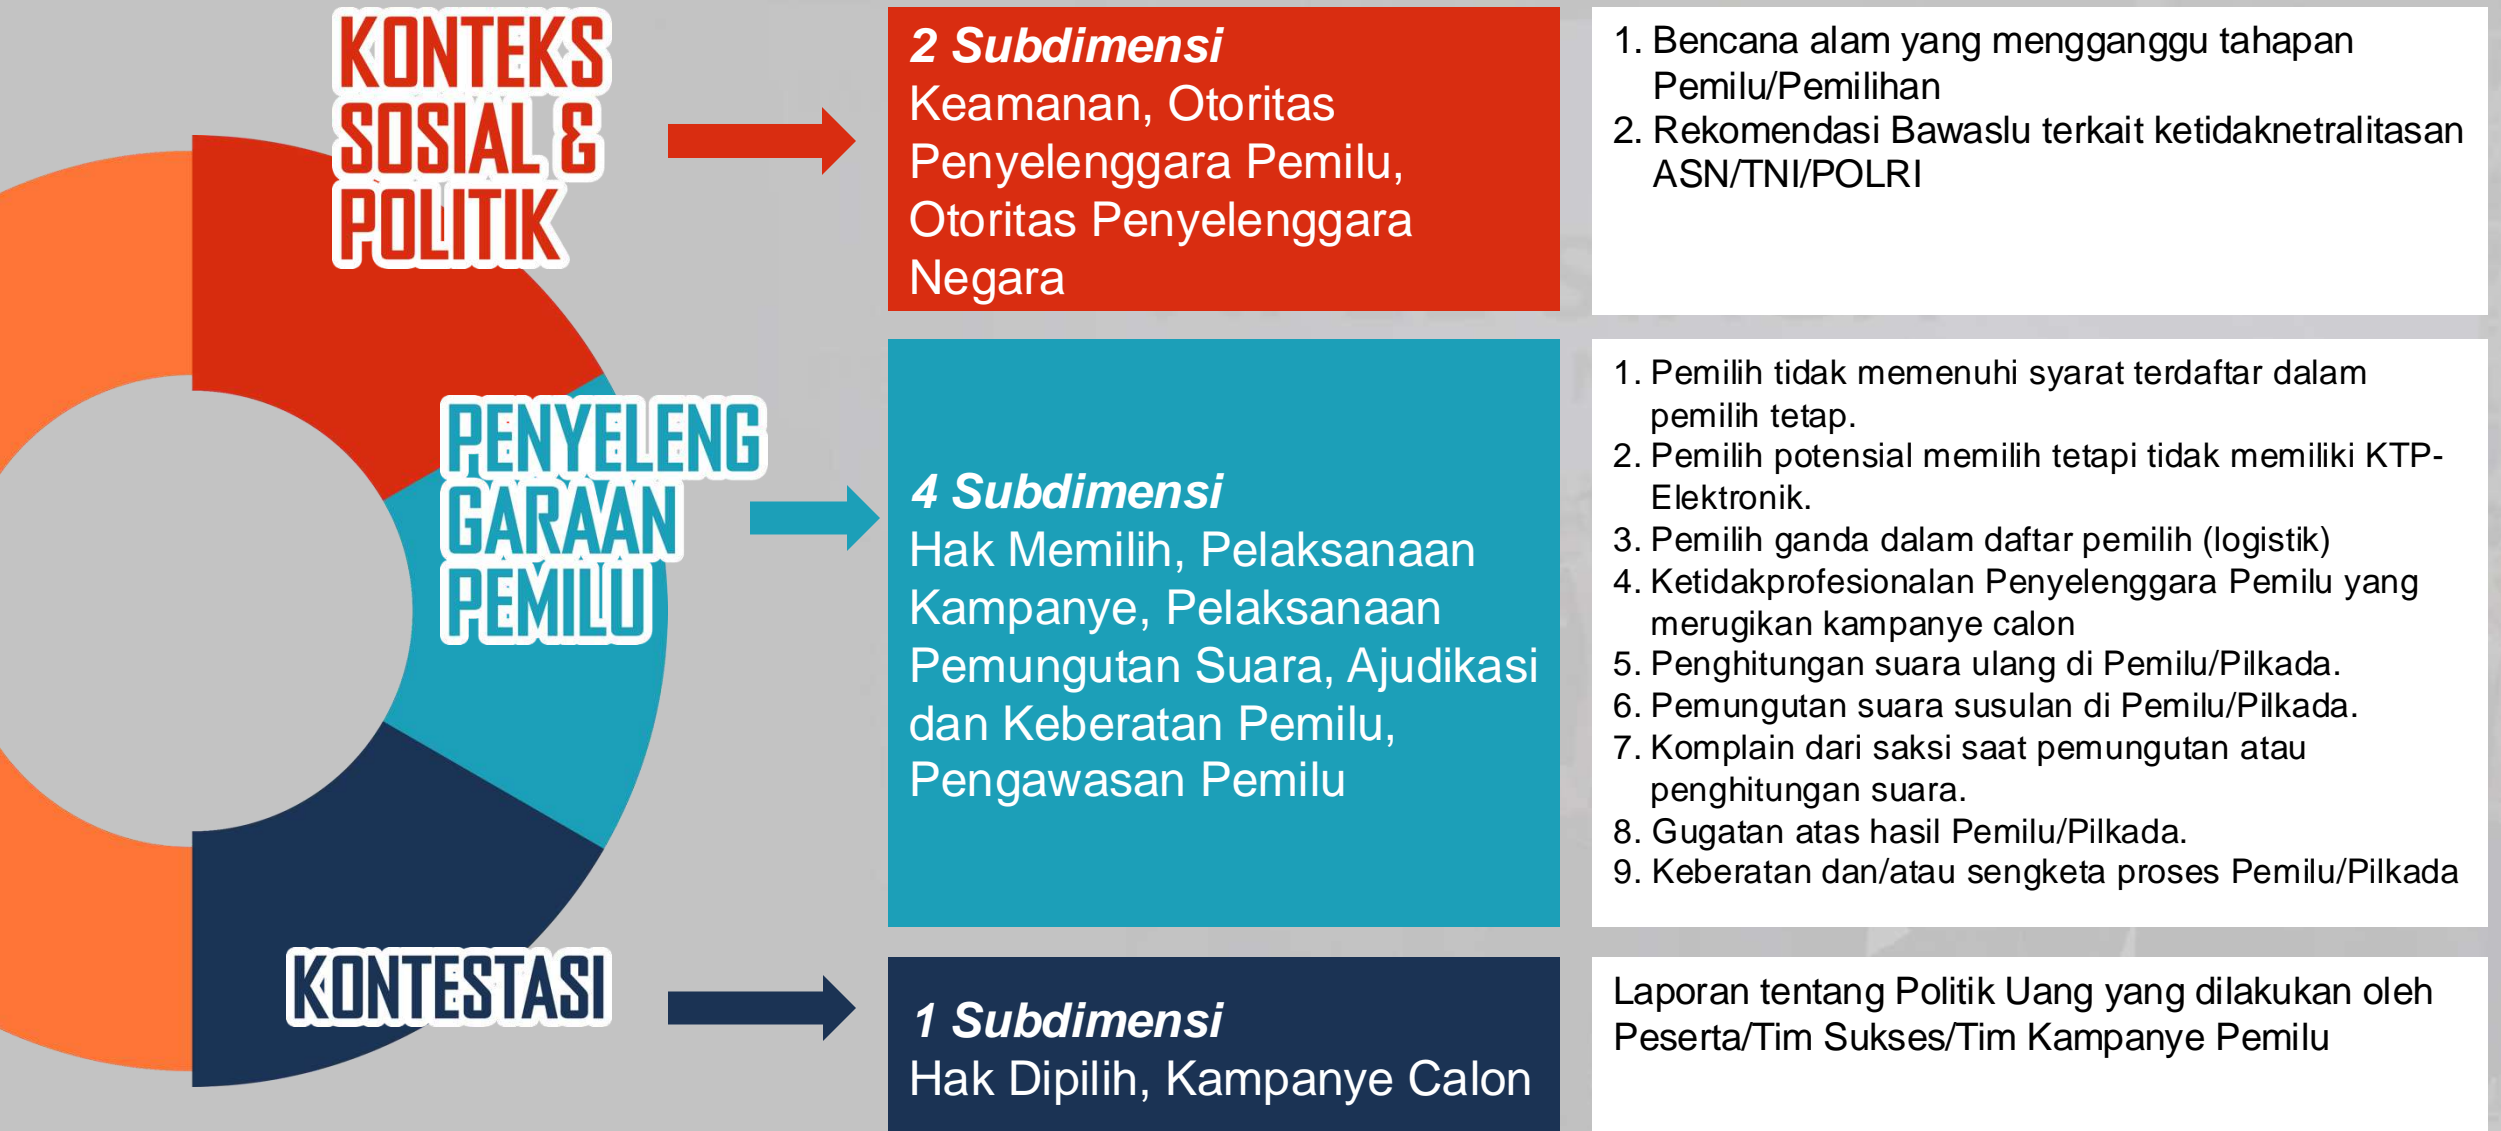 KONTEKS
SOSIAL &
POLITIK
2 Subdimensi
Keamanan, Otoritas
Penyelenggara Pemilu,
Otoritas Penyelenggara
Negara
1. Bencana alam yang mengganggu tahapan
Pemilu/Pemilihan
2. Rekomendasi Bawaslu terkait ketidaknetralitasan
ASN/TNI/POLRI
PENYELENG
GARAAN
PEMILU
4 Subdimensi
Hak Memilih, Pelaksanaan
Kampanye, Pelaksanaan
Pemungutan Suara, Ajudikasi
dan Keberatan Pemilu,
Pengawasan Pemilu
1. Pemilih tidak memenuhi syarat terdaftar dalam
pemilih tetap.
2. Pemilih potensial memilih tetapi tidak memiliki KTP-
Elektronik.
3. Pemilih ganda dalam daftar pemilih (logistik)
4. Ketidakprofesionalan Penyelenggara Pemilu yang
merugikan kampanye calon
5. Penghitungan suara ulang di Pemilu/Pilkada.
6. Pemungutan suara susulan di Pemilu/Pilkada.
7. Komplain dari saksi saat pemungutan atau
penghitungan suara.
8. Gugatan atas hasil Pemilu/Pilkada.
9. Keberatan dan/atau sengketa proses Pemilu/Pilkada
KONTESTASI
1 Subdimensi
Hak Dipilih, Kampanye Calon
Laporan tentang Politik Uang yang dilakukan oleh
Peserta/Tim Sukses/Tim Kampanye Pemilu